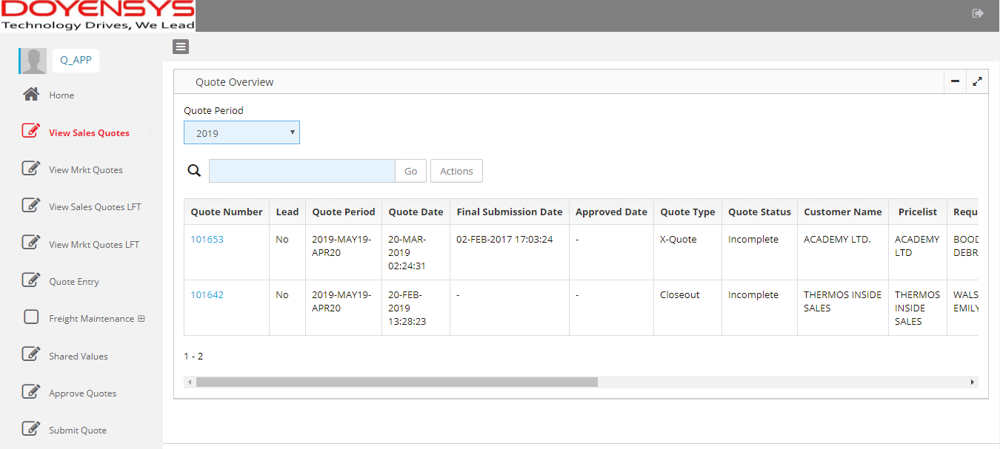 DOYENSYS
Technology Drives, We Lead
Q_APP
Home
View Sales Quotes
View Mrkt Quotes
View Sales Quotes LFT
View Mrkt Quotes LFT
Quote Entry
Freight Maintenance
Shared Values
Approve Quotes
Submit Quote
Quote Overview
Quote Period
2019
Go Actions
Quote Number Lead Quote Period Quote Date Final Submission Date Approved Date Quote Type Quote Status Customer Name Pricelist Requ
101653 No 2019-MAY19- 20-MAR- 02-FEB-2017 17:03:24 - X-Quote Incomplete ACADEMY LTD. ACADEMY BOOD
APR20 2019 LTD DEBR
02:24:31
101642 No 2019-MAY19- 20-FEB- - - Closeout Incomplete THERMOS INSIDE THERMOS WALS
APR20 2019 SALES INSIDE EMILY
13:28:23 SALES
1 - 2